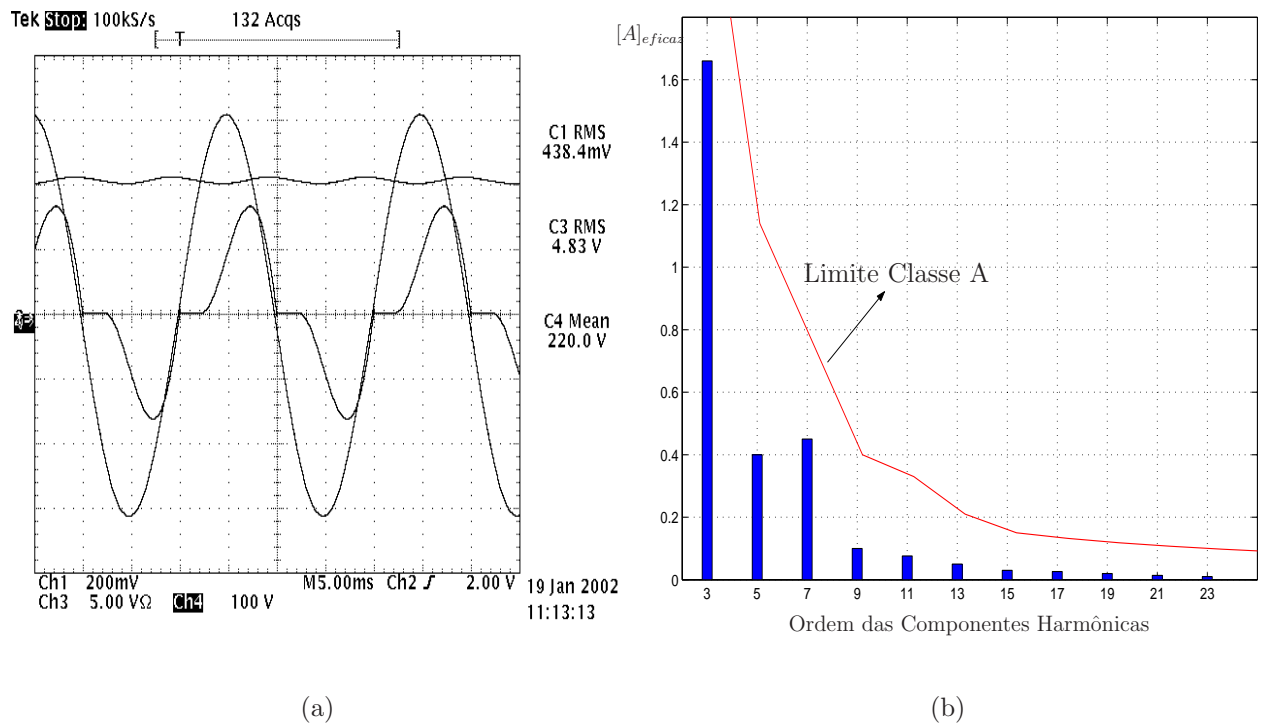 Tek Stop: 100kS/s 132 Acqs
C1 RMS
438.4mV
C3 RMS
4.83 V
C4 Mean
220.0 V
Ch1 200mV M5.00ms Ch2 2.00 V
Ch3 5.00 VΩ Ch4 100 V
19 Jan 2002
11:13:13
(a)
[A]eficaz
1.6
1.4
1.2
1
0.8
0.6
0.4
0.2
0
Limite Classe A
3 5 7 9 11 13 15 17 19 21 23
Ordem das Componentes Harmônicas
(b)